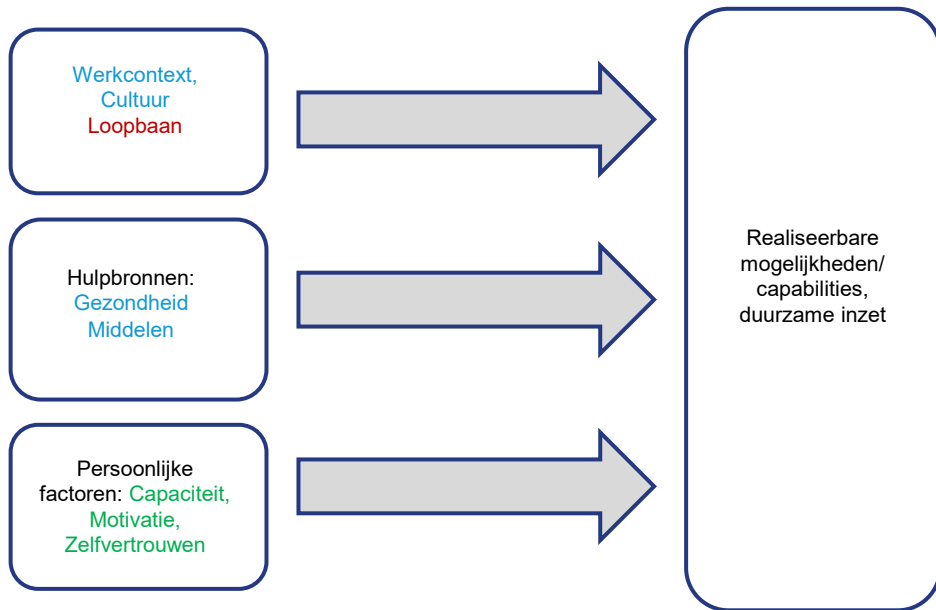 Werkcontext,
Cultuur
Loopbaan
Hulpbronnen:
Gezondheid
Middelen
Persoonlijke
factoren: Capaciteit,
Motivatie,
Zelfvertrouwen
Realiseerbare
mogelijkheden/
capabilities,
duurzame inzet